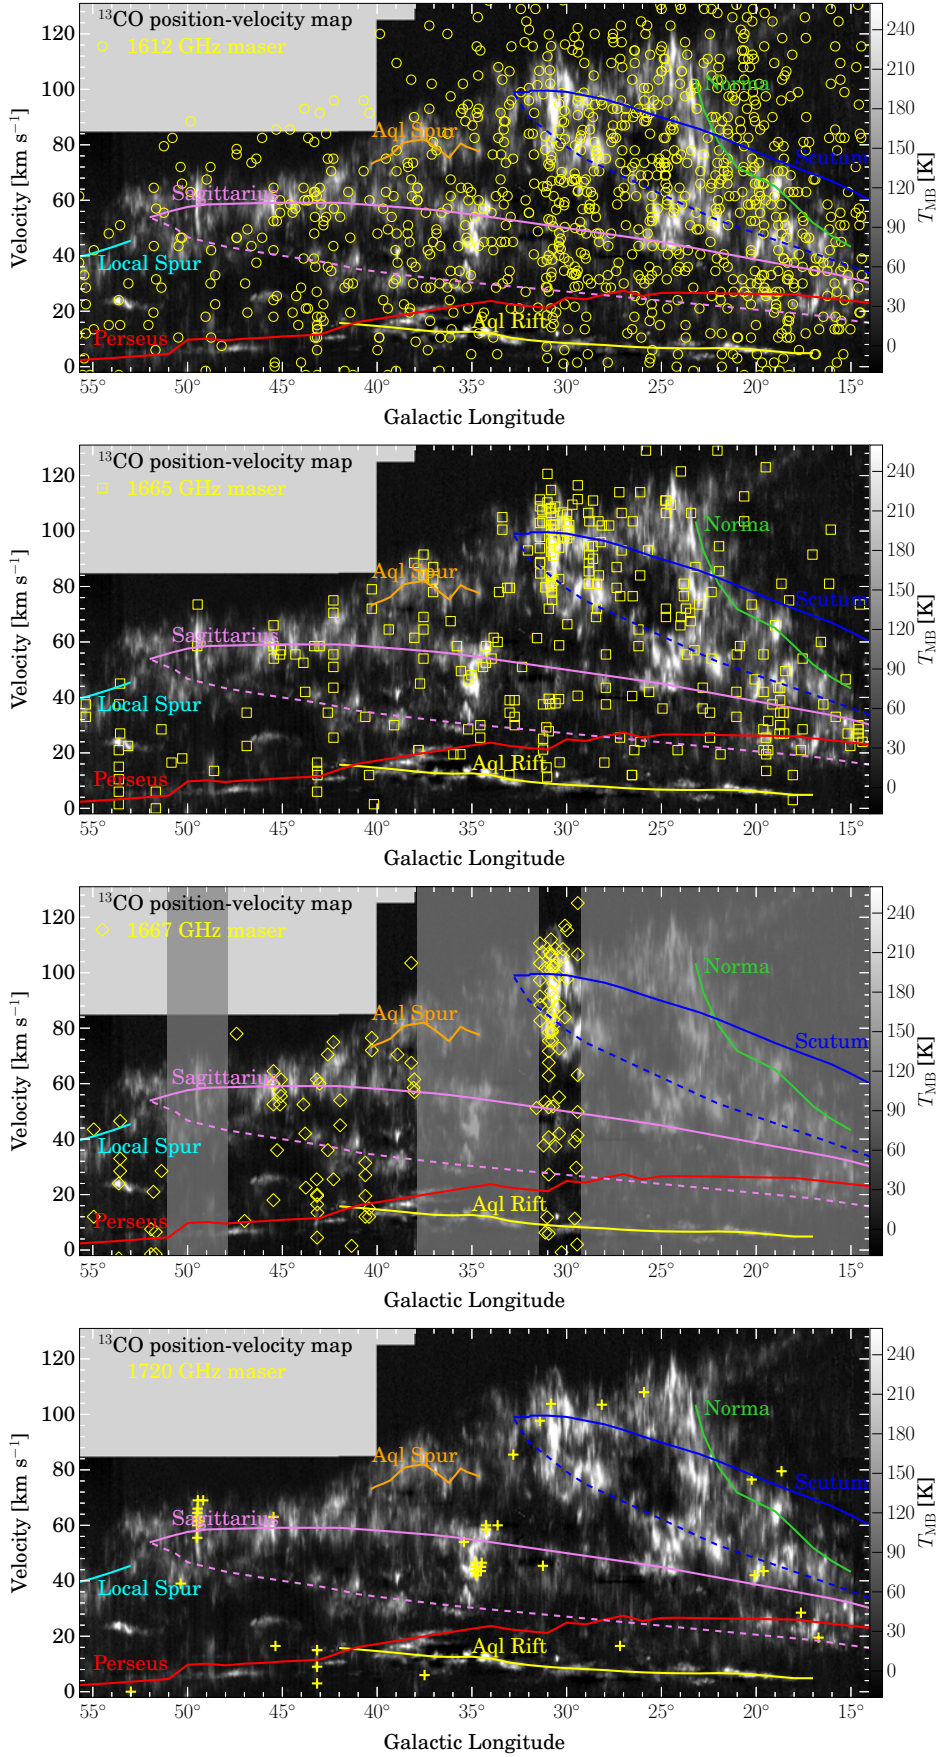 ¹³CO position-velocity map
1612 GHz maser
Norma
Aql Spur
Scutum
Sagittarius
Local Spur
Aql Rift
Perseus
120
100
80
60
40
20
0
Velocity [km s⁻¹]
240
210
180
150
120
90
60
30
0
T_MB [K]
55° 50° 45° 40° 35° 30° 25° 20° 15°
Galactic Longitude
¹³CO position-velocity map
1665 GHz maser
Norma
Aql Spur
Scutum
Sagittarius
Local Spur
Aql Rift
Perseus
120
100
80
60
40
20
0
Velocity [km s⁻¹]
240
210
180
150
120
90
60
30
0
T_MB [K]
55° 50° 45° 40° 35° 30° 25° 20° 15°
Galactic Longitude
¹³CO position-velocity map
1667 GHz maser
Norma
Aql Spur
Scutum
Sagittarius
Local Spur
Aql Rift
Perseus
120
100
80
60
40
20
0
Velocity [km s⁻¹]
240
210
180
150
120
90
60
30
0
T_MB [K]
55° 50° 45° 40° 35° 30° 25° 20° 15°
Galactic Longitude
¹³CO position-velocity map
1720 GHz maser
Norma
Aql Spur
Scutum
Sagittarius
Local Spur
Aql Rift
Perseus
120
100
80
60
40
20
0
Velocity [km s⁻¹]
240
210
180
150
120
90
60
30
0
T_MB [K]
55° 50° 45° 40° 35° 30° 25° 20° 15°
Galactic Longitude